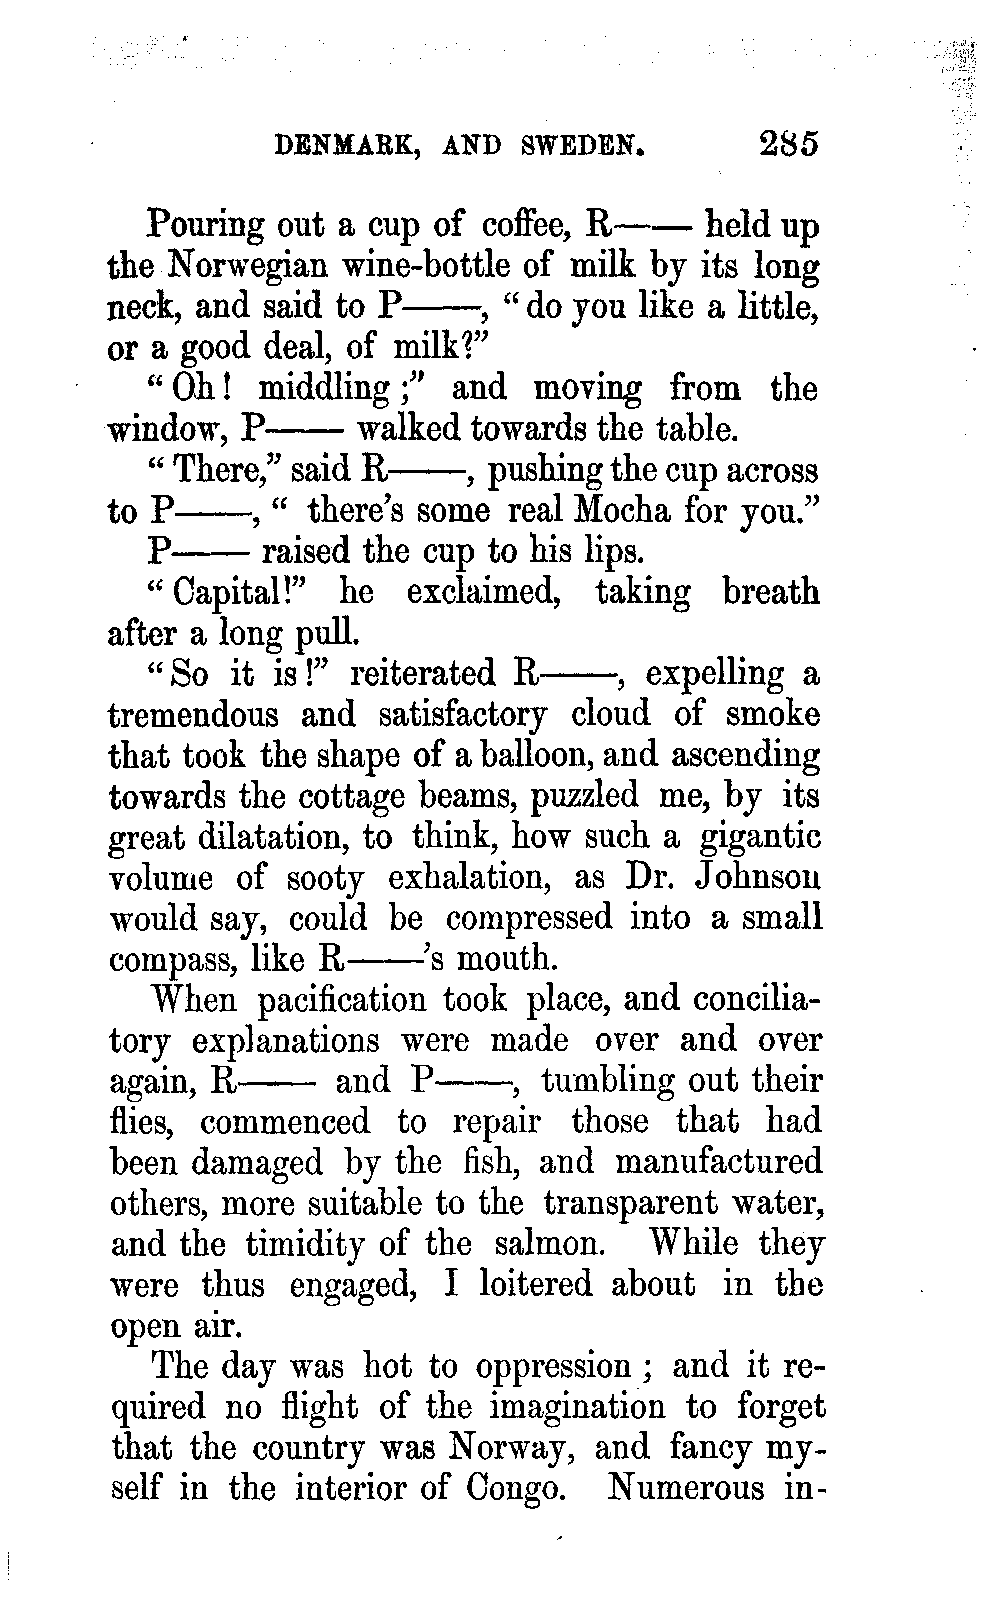 DENMARK, AND SWEDEN. 285
Pouring out a cup of coffee, R—— held up
the Norwegian wine-bottle of milk by its long
neck, and said to P——, “ do you like a little,
or a good deal, of milk?”
“ Oh! middling ;” and moving from the
window, P—— walked towards the table.
“ There,” said R——, pushing the cup across
to P——, “ there’s some real Mocha for you.”
P—— raised the cup to his lips.
“ Capital!” he exclaimed, taking breath
after a long pull.
“ So it is !” reiterated R——, expelling a
tremendous and satisfactory cloud of smoke
that took the shape of a balloon, and ascending
towards the cottage beams, puzzled me, by its
great dilatation, to think, how such a gigantic
volume of sooty exhalation, as Dr. Johnson
would say, could be compressed into a small
compass, like R——’s mouth.
When pacification took place, and concilia-
tory explanations were made over and over
again, R—— and P——, tumbling out their
flies, commenced to repair those that had
been damaged by the fish, and manufactured
others, more suitable to the transparent water,
and the timidity of the salmon. While they
were thus engaged, I loitered about in the
open air.
The day was hot to oppression ; and it re-
quired no flight of the imagination to forget
that the country was Norway, and fancy my-
self in the interior of Congo. Numerous in-